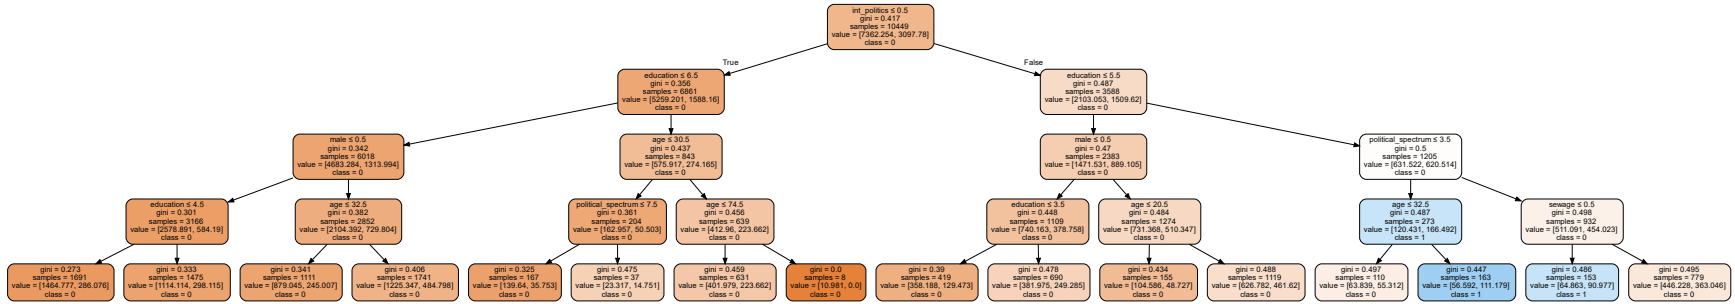 int_politics ≤ 0.5
gini = 0.417
samples = 10449
value = [7362.254, 3097.78]
class = 0
True
False
education ≤ 6.5
gini = 0.356
samples = 6861
value = [5259.201, 1588.16]
class = 0
education ≤ 5.5
gini = 0.487
samples = 3588
value = [2103.053, 1509.62]
class = 0
male ≤ 0.5
gini = 0.342
samples = 6018
value = [4683.284, 1313.994]
class = 0
age ≤ 30.5
gini = 0.437
samples = 843
value = [575.917, 274.165]
class = 0
male ≤ 0.5
gini = 0.47
samples = 2383
value = [1471.531, 889.105]
class = 0
political_spectrum ≤ 3.5
gini = 0.5
samples = 1205
value = [631.522, 620.514]
class = 0
education ≤ 4.5
gini = 0.301
samples = 3166
value = [2578.891, 584.19]
class = 0
age ≤ 32.5
gini = 0.382
samples = 2852
value = [2104.392, 729.804]
class = 0
political_spectrum ≤ 7.5
gini = 0.361
samples = 204
value = [162.957, 50.503]
class = 0
age ≤ 74.5
gini = 0.456
samples = 639
value = [412.96, 223.662]
class = 0
education ≤ 3.5
gini = 0.448
samples = 1109
value = [740.163, 378.758]
class = 0
age ≤ 20.5
gini = 0.484
samples = 1274
value = [731.368, 510.347]
class = 0
age ≤ 32.5
gini = 0.487
samples = 273
value = [120.431, 166.492]
class = 1
sewage ≤ 0.5
gini = 0.498
samples = 932
value = [511.091, 454.023]
class = 0
gini = 0.273
samples = 1691
value = [1464.777, 286.076]
class = 0
gini = 0.333
samples = 1475
value = [1114.114, 298.115]
class = 0
gini = 0.341
samples = 1111
value = [879.045, 245.007]
class = 0
gini = 0.406
samples = 1741
value = [1225.347, 484.798]
class = 0
gini = 0.325
samples = 167
value = [139.64, 35.753]
class = 0
gini = 0.475
samples = 37
value = [23.317, 14.751]
class = 0
gini = 0.459
samples = 631
value = [401.979, 223.662]
class = 0
gini = 0.0
samples = 8
value = [10.981, 0.0]
class = 0
gini = 0.39
samples = 419
value = [358.188, 129.473]
class = 0
gini = 0.478
samples = 690
value = [381.975, 249.285]
class = 0
gini = 0.434
samples = 155
value = [104.586, 48.727]
class = 0
gini = 0.488
samples = 1119
value = [626.782, 461.62]
class = 0
gini = 0.497
samples = 110
value = [63.839, 55.312]
class = 0
gini = 0.447
samples = 163
value = [56.592, 111.179]
class = 1
gini = 0.486
samples = 153
value = [64.863, 90.977]
class = 1
gini = 0.495
samples = 779
value = [446.228, 363.046]
class = 0